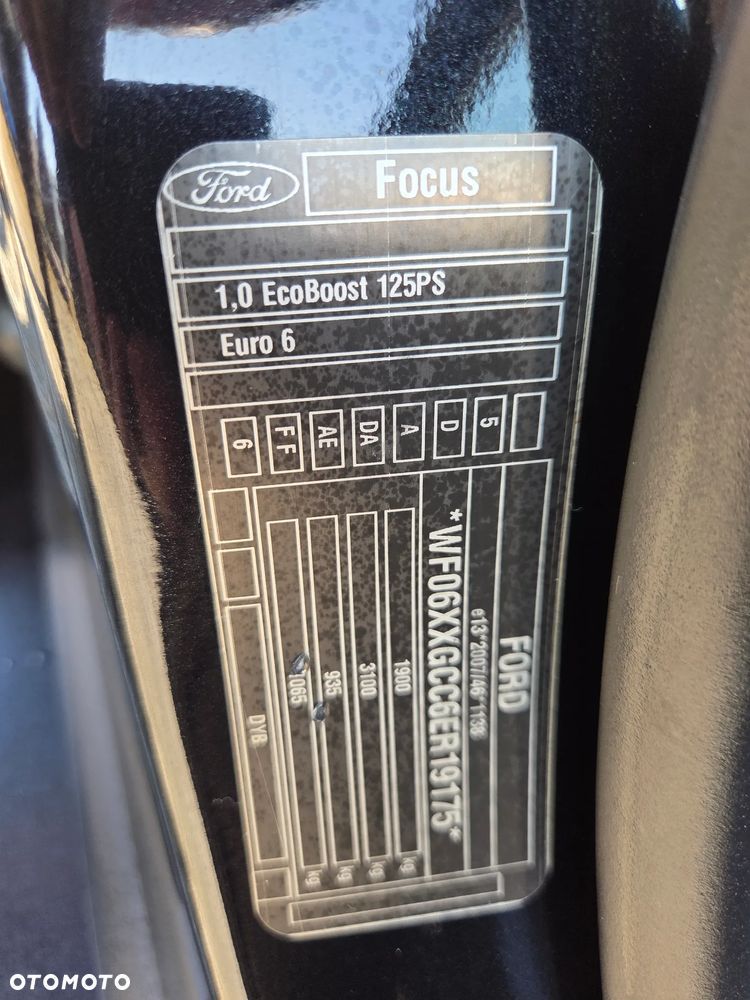 Ford
Focus
1,0 EcoBoost 125PS
Euro 6
5
D
A
DA
AE
FF
6
FORD
e13*2007/46*1138
*WF06XXGCC6ER19175*
1900 kg
3100 kg
935 kg
1065 kg
DYB
OTOMOTO